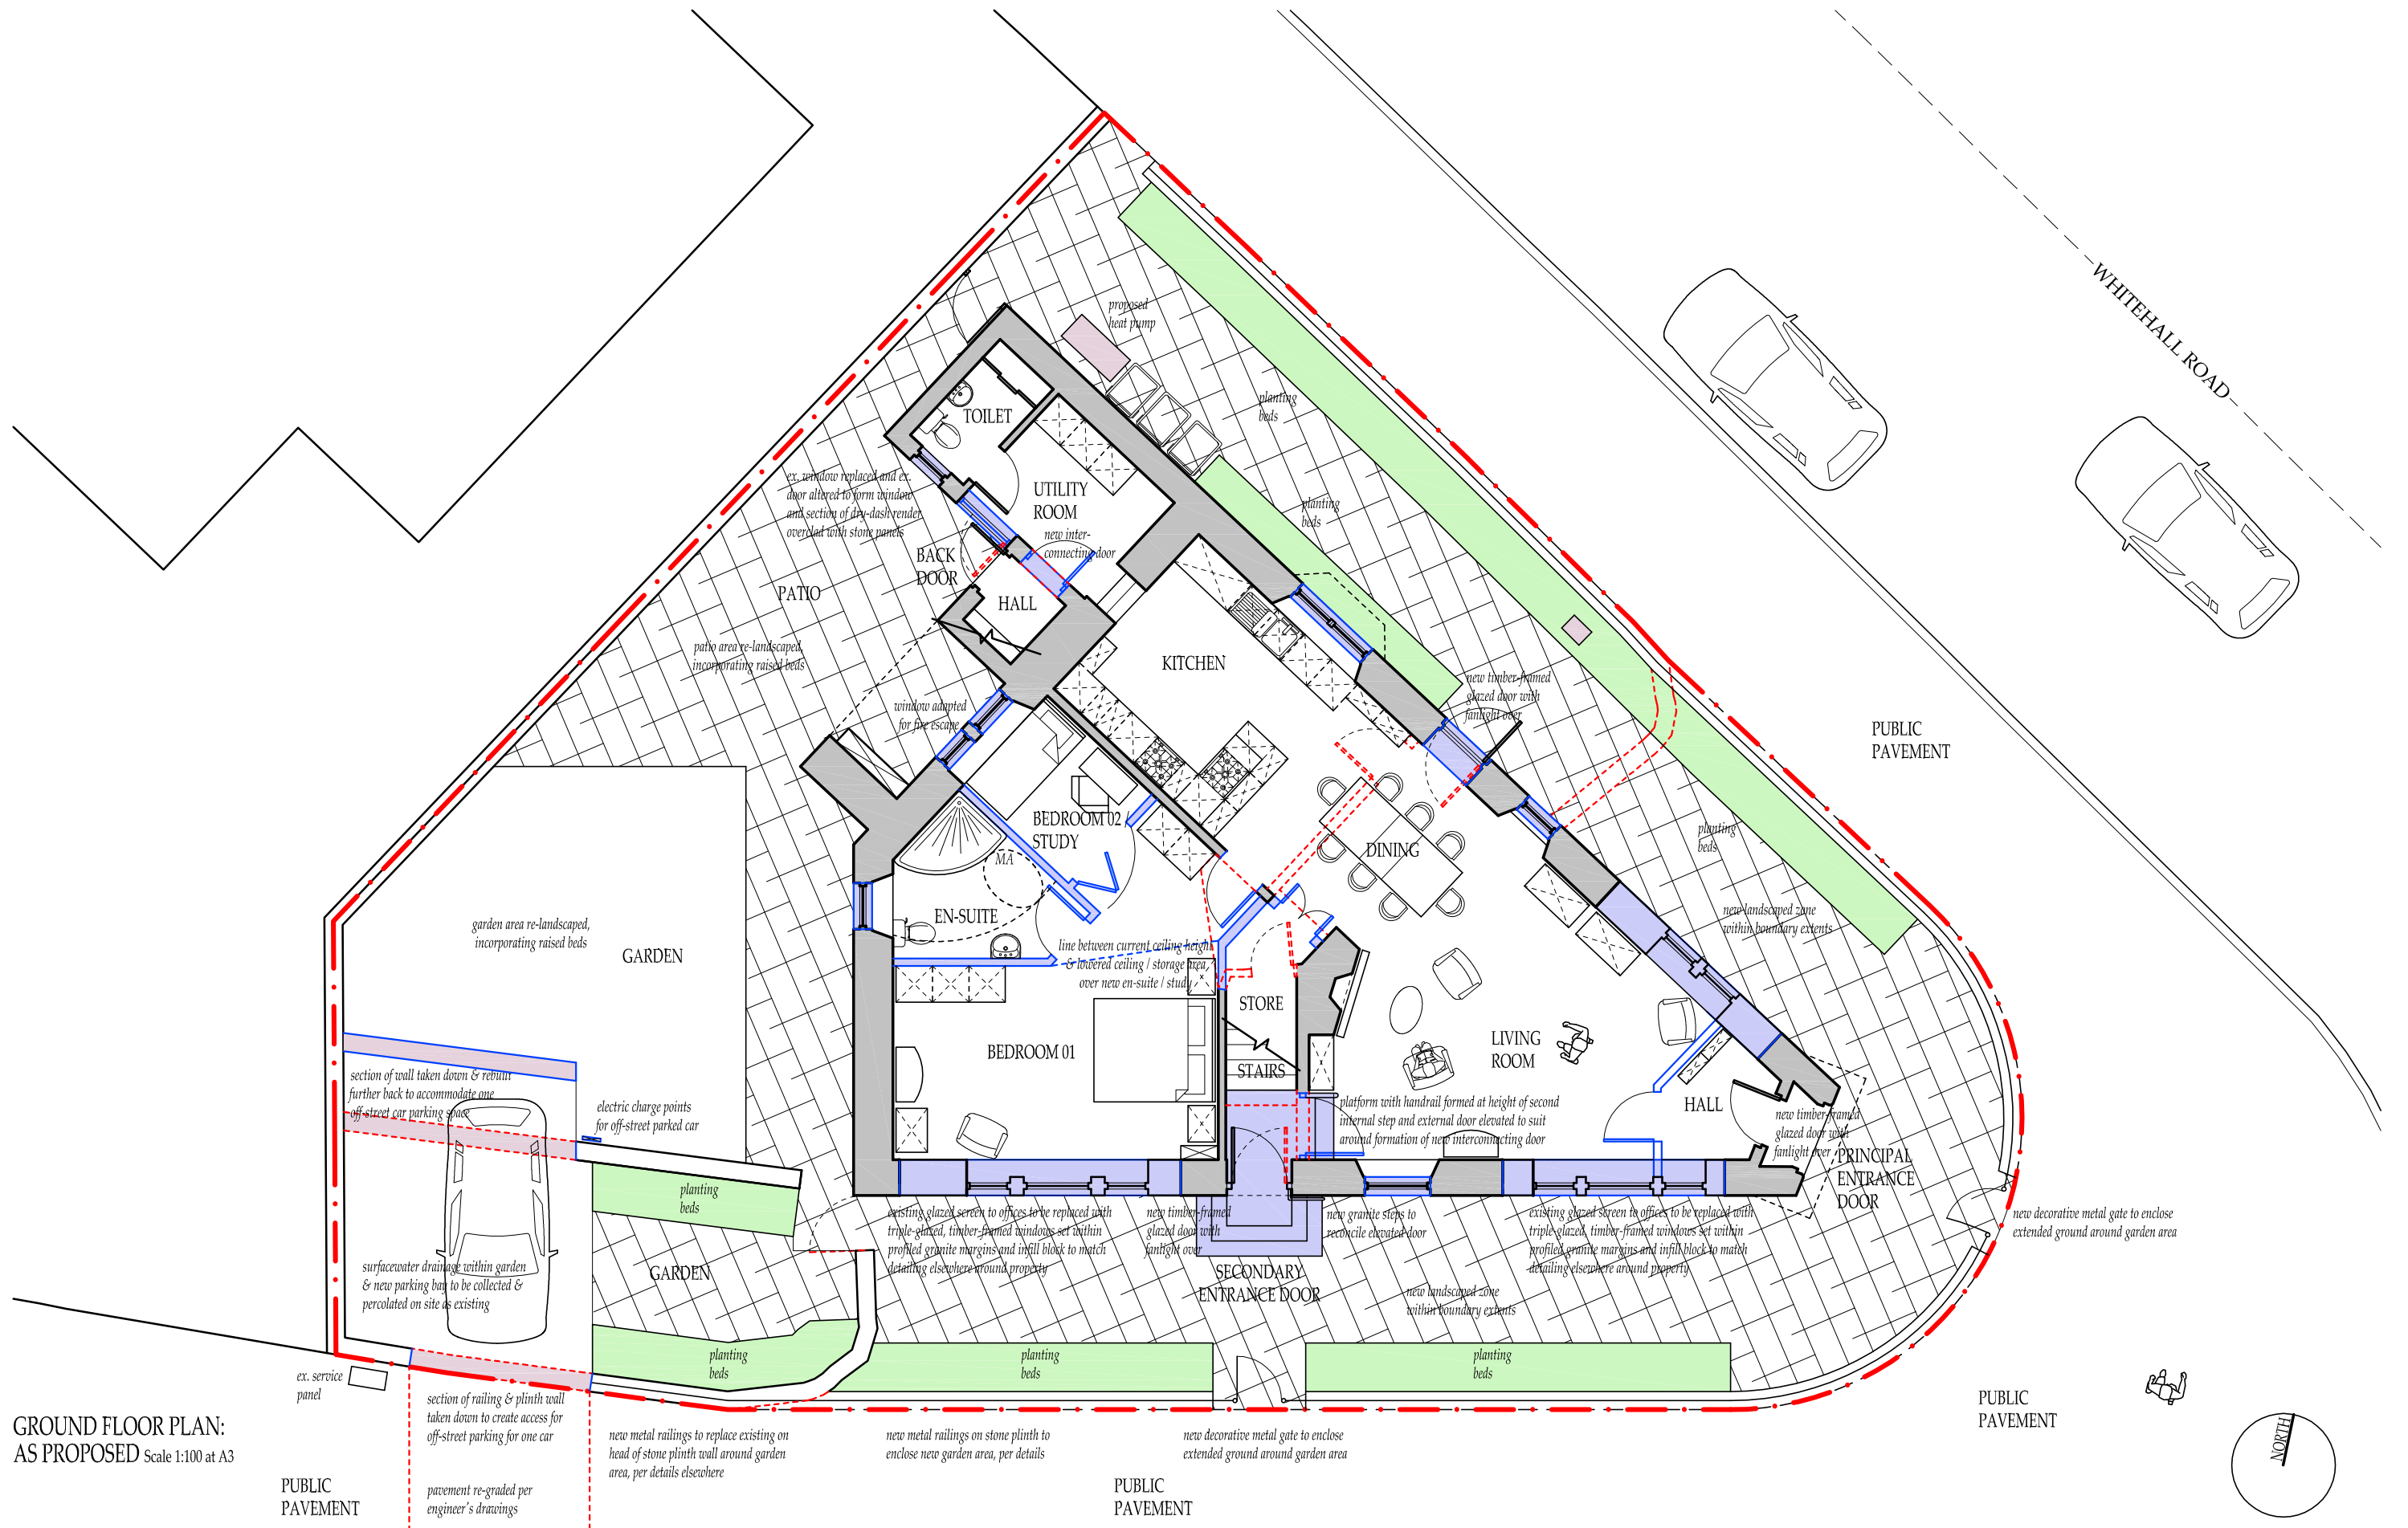 WHITEHALL ROAD
proposed
heat pump
planting
beds
TOILET
ex. window replaced and ex.
door altered to form window
and section of dry-dash render
overclad with stone panels
UTILITY
ROOM
planting
beds
new inter-
connecting door
BACK
DOOR
PATIO
HALL
patio area re-landscaped,
incorporating raised beds
KITCHEN
new timber-framed
glazed door with
fanlight over
window adapted
for fire escape
PUBLIC
PAVEMENT
BEDROOM 02 /
STUDY
MA
DINING
planting
beds
EN-SUITE
garden area re-landscaped,
incorporating raised beds
GARDEN
new landscaped zone
within boundary extents
line between current ceiling height
& lowered ceiling / storage area,
over new en-suite / study
STORE
BEDROOM 01
LIVING
ROOM
STAIRS
section of wall taken down & rebuilt
further back to accommodate one
off-street car parking space
electric charge points
for off-street parked car
platform with handrail formed at height of second
internal step and external door elevated to suit
around formation of new interconnecting door
HALL
new timber-framed
glazed door with
fanlight over
PRINCIPAL
ENTRANCE
DOOR
planting
beds
existing glazed screen to offices to be replaced with
triple-glazed, timber-framed windows set within
profiled granite margins and infill block to match
detailing elsewhere around property
new timber-framed
glazed door with
fanlight over
new granite steps to
reconcile elevated door
existing glazed screen to offices to be replaced with
triple-glazed, timber-framed windows set within
profiled granite margins and infill block to match
detailing elsewhere around property
new decorative metal gate to enclose
extended ground around garden area
surfacewater drainage within garden
& new parking bay to be collected &
percolated on site as existing
GARDEN
SECONDARY
ENTRANCE DOOR
new landscaped zone
within boundary extents
planting
beds
planting
beds
planting
beds
ex. service
panel
section of railing & plinth wall
taken down to create access for
off-street parking for one car
PUBLIC
PAVEMENT
GROUND FLOOR PLAN:
AS PROPOSED Scale 1:100 at A3
new metal railings to replace existing on
head of stone plinth wall around garden
area, per details elsewhere
new metal railings on stone plinth to
enclose new garden area, per details
new decorative metal gate to enclose
extended ground around garden area
NORTH
PUBLIC
PAVEMENT
pavement re-graded per
engineer's drawings
PUBLIC
PAVEMENT